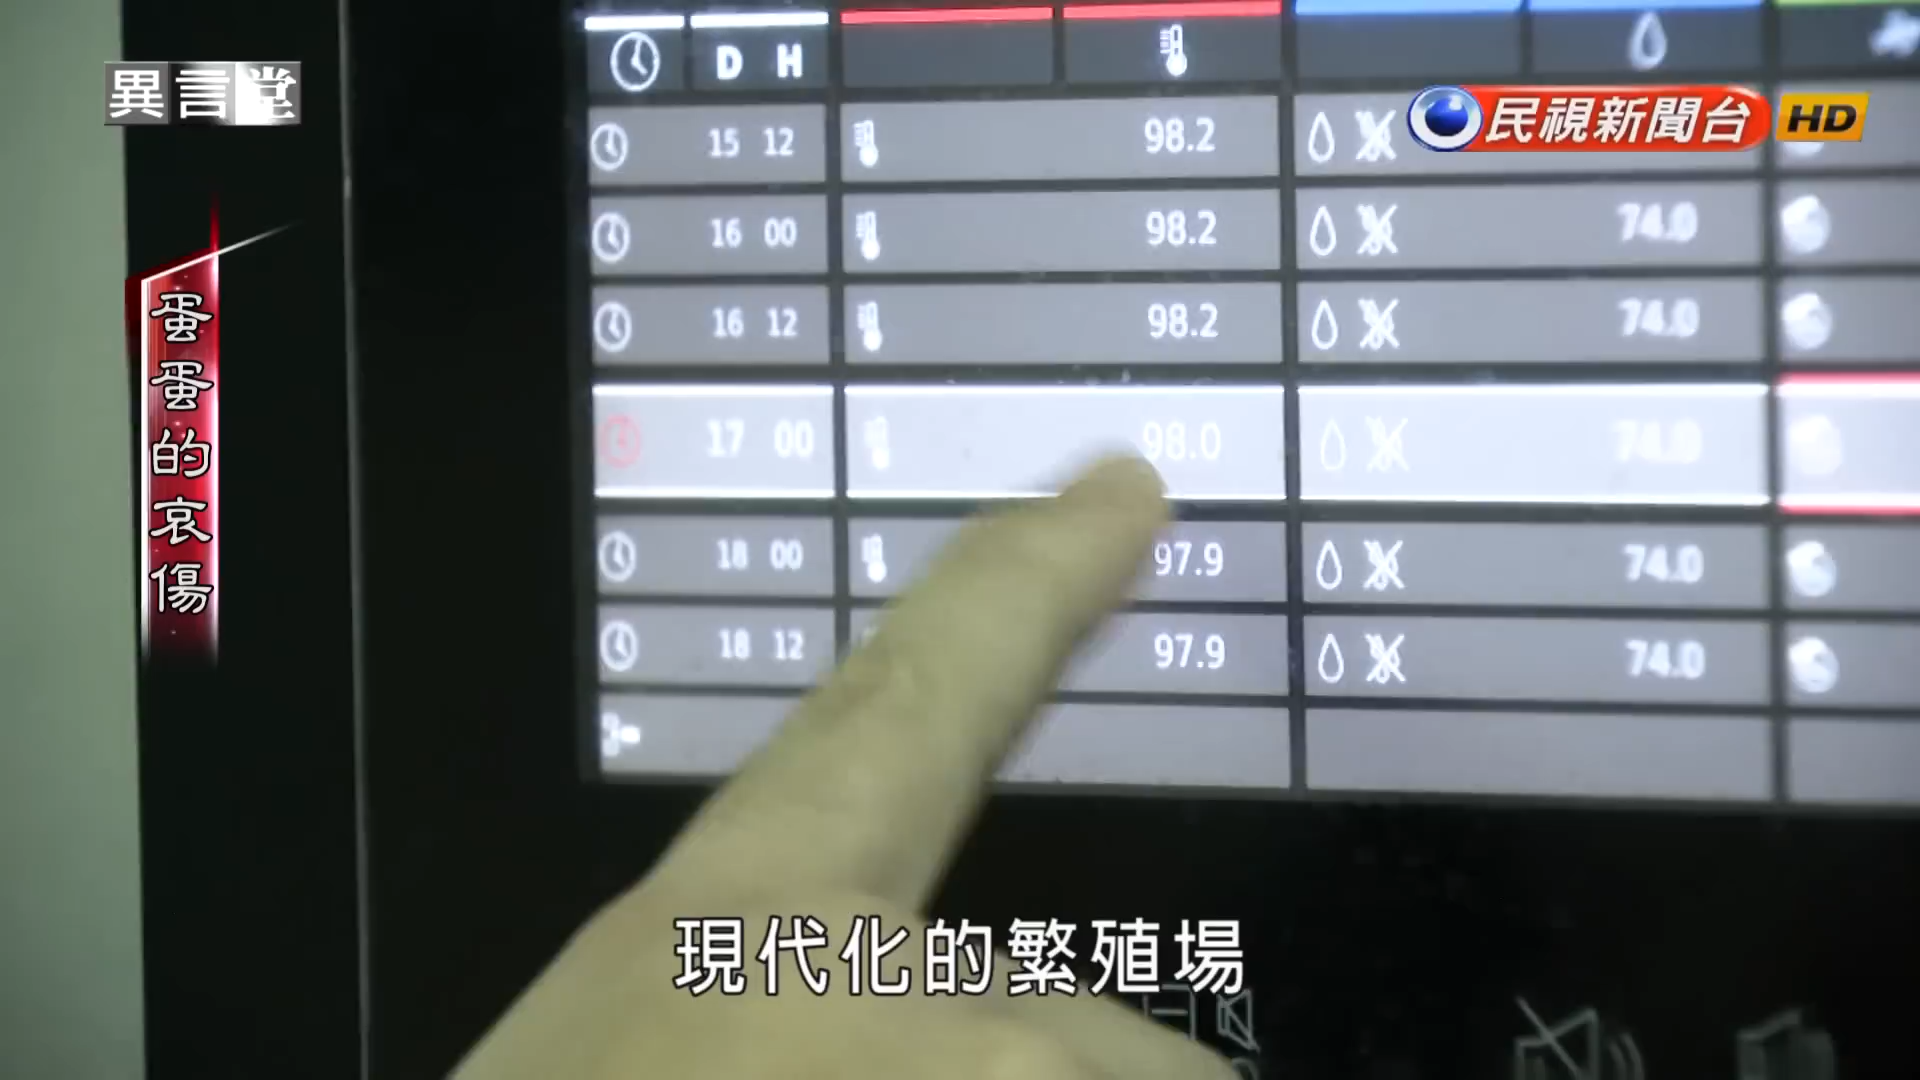 異言堂
民視新聞台 HD
蛋蛋的哀傷
D H
15 12 98.2
16 00 98.2 74.0
16 12 98.2 74.0
17 00 98.0 74.0
18 00 97.9 74.0
18 12 97.9 74.0
現代化的繁殖場